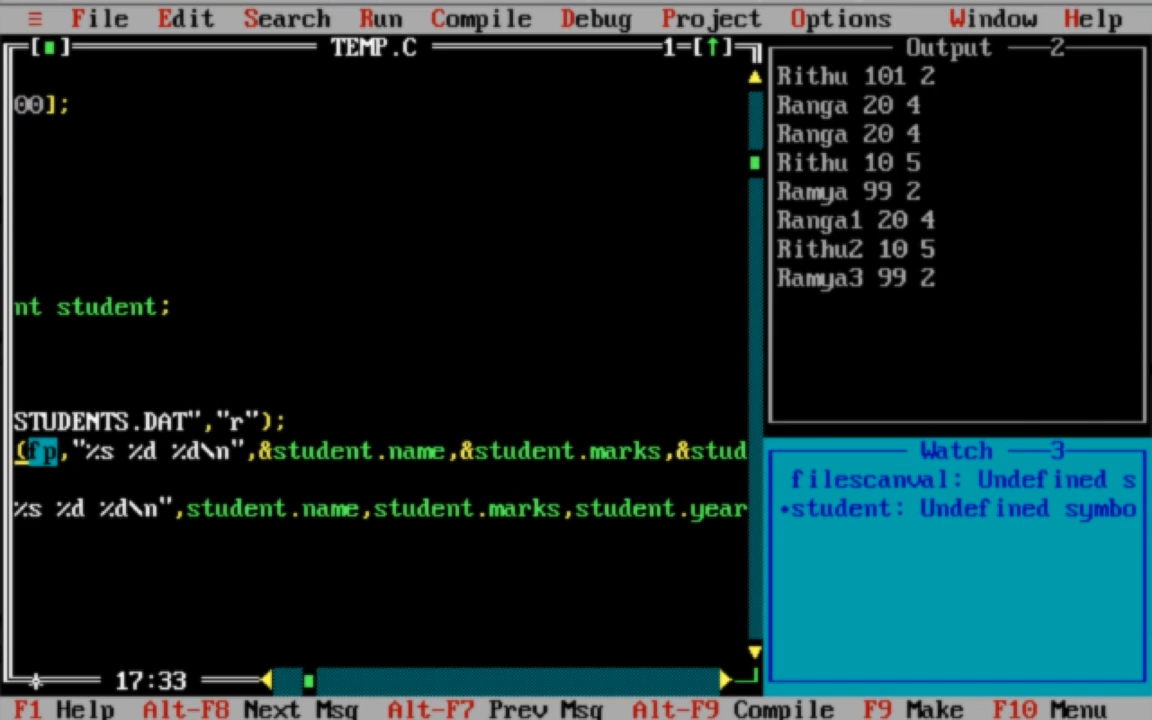 ≡ File Edit Search Run Compile Debug Project Options Window Help
[■] TEMP.C 1=[↑]
00];
nt student;
STUDENTS.DAT","r");
(fp,"%s %d %d\n",&student.name,&student.marks,&stud
%s %d %d\n",student.name,student.marks,student.year
17:33
Output 2
Rithu 101 2
Ranga 20 4
Ranga 20 4
Rithu 10 5
Ramya 99 2
Ranga1 20 4
Rithu2 10 5
Ramya3 99 2
Watch 3
filescanval: Undefined s
•student: Undefined symbo
F1 Help Alt-F8 Next Msg Alt-F7 Prev Msg Alt-F9 Compile F9 Make F10 Menu